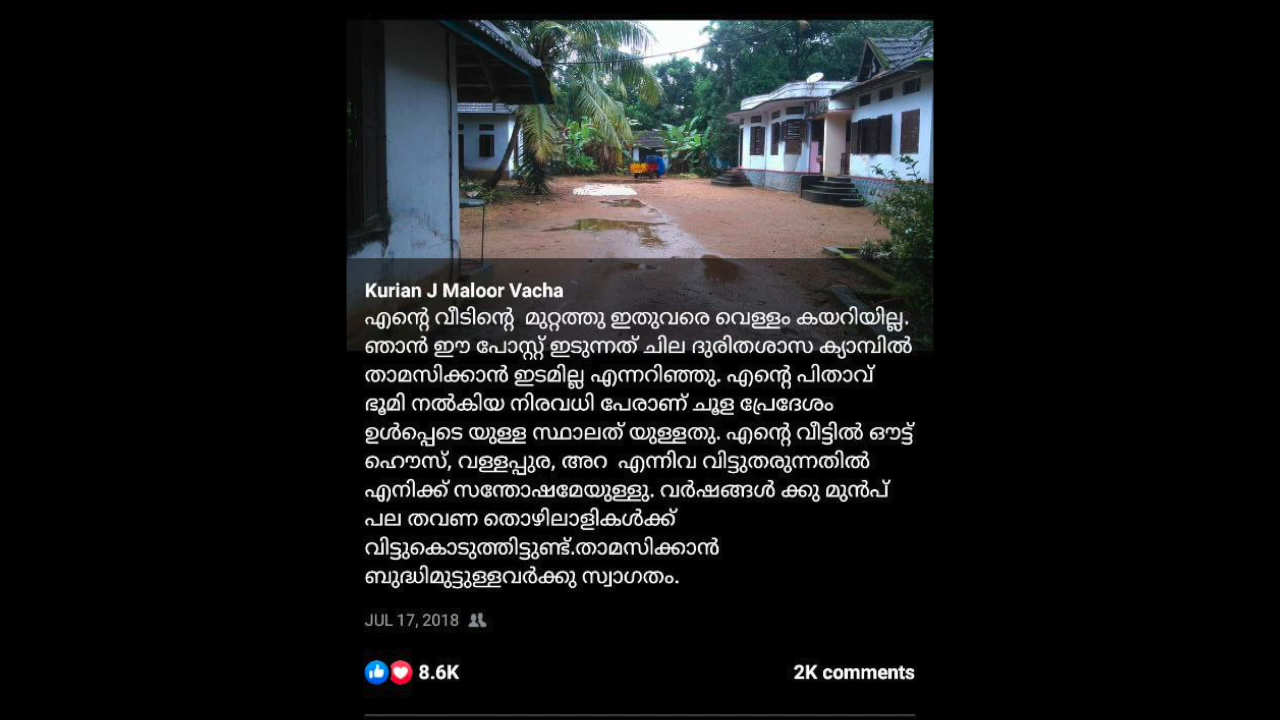 Kurian J Maloor Vacha
എന്റെ വീടിന്റെ മുറ്റത്തു ഇതുവരെ വെള്ളം കയറിയില്ല.
ഞാൻ ഈ പോസ്റ്റ് ഇടുന്നത് ചില ദുരിതശാസ ക്യാമ്പിൽ
താമസിക്കാൻ ഇടമില്ല എന്നറിഞ്ഞു. എന്റെ പിതാവ്
ഭൂമി നൽകിയ നിരവധി പേരാണ് ചൂള പ്രേദേശം
ഉൾപ്പെടെ യുള്ള സ്ഥാലത് യുള്ളതു. എന്റെ വീട്ടിൽ ഔട്ട്
ഹൌസ്, വള്ളപ്പുര, അറ എന്നിവ വിട്ടുതരുന്നതിൽ
എനിക്ക് സന്തോഷമേയുള്ളു. വർഷങ്ങൾ ക്കു മുൻപ്
പല തവണ തൊഴിലാളികൾക്ക്
വിട്ടുകൊടുത്തിട്ടുണ്ട്.താമസിക്കാൻ
ബുദ്ധിമുട്ടുള്ളവർക്കു സ്വാഗതം.
JUL 17, 2018
8.6K 2K comments